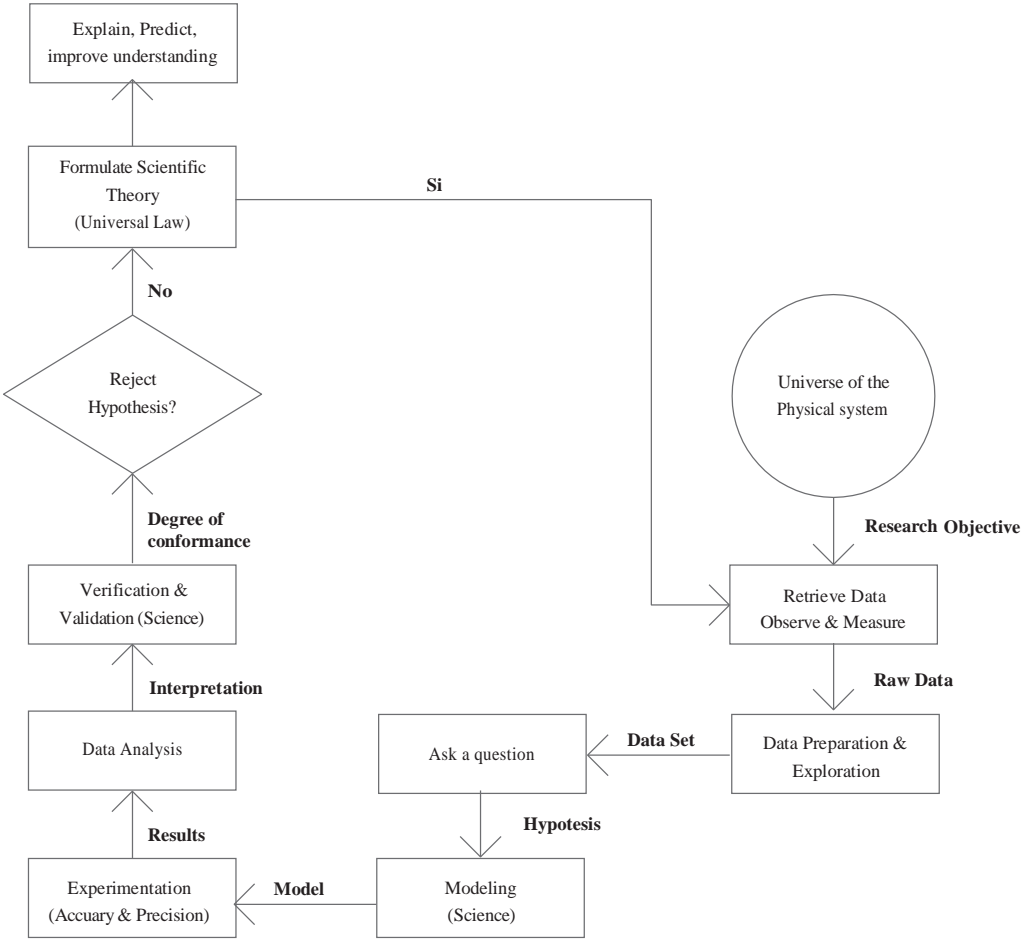 Explain, Predict,
improve understanding
Formulate Scientific
Theory
(Universal Law)
Si
No
Reject
Hypothesis?
Universe of the
Physical system
Degree of
conformance
Research Objective
Verification &
Validation (Science)
Retrieve Data
Observe & Measure
Interpretation
Raw Data
Data Analysis
Ask a question
Data Set
Data Preparation &
Exploration
Hypotesis
Results
Experimentation
(Accuary & Precision)
Model
Modeling
(Science)